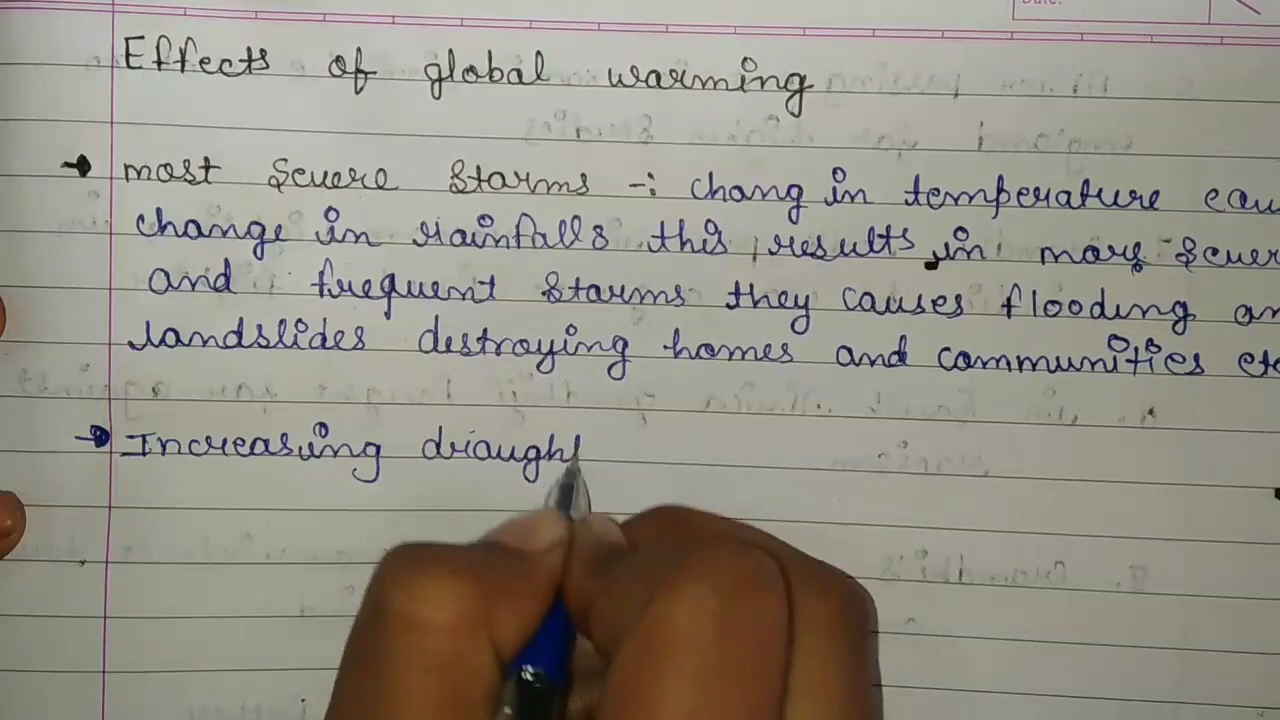 Effects of global warming
→ most severe storms -: chang in temperature cau
change in rainfalls this results in more sever
and frequent storms they causes flooding an
landslides destroying homes and communities etc
→ Increasing drought